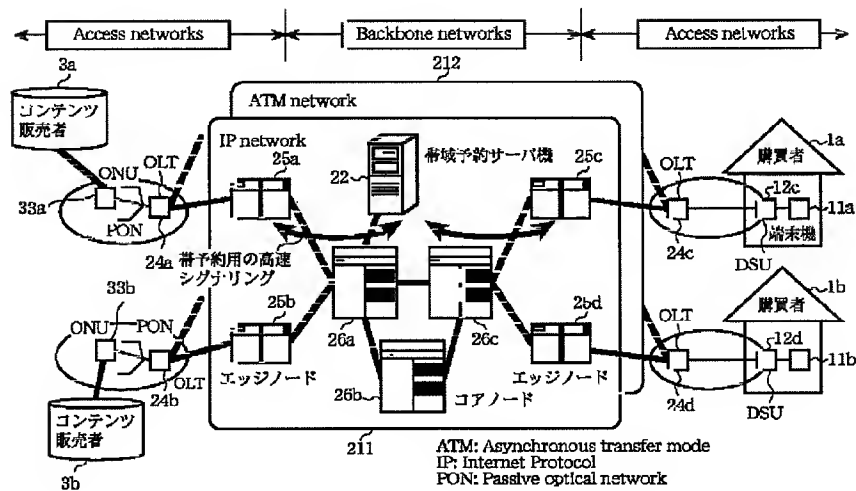 Access networks
Backbone networks
Access networks
212
3a
ATM network
コンテンツ
販売者
IP network
1a
OLT
25a
帯域予約サーバ機
25c
購買者
ONU
22
OLT
12c
33a
11a
PON
端末機
24a
帯予約用の高速
シグナリング
24c
DSU
33b
1b
25b
25d
購買者
ONU
PON
26a
26c
OLT
12d
11b
OLT
24b
エッジノード
26b
エッジノード
24d
DSU
コアノード
コンテンツ
販売者
211
3b
ATM: Asynchronous transfer mode
IP: Internet Protocol
PON: Passive optical network